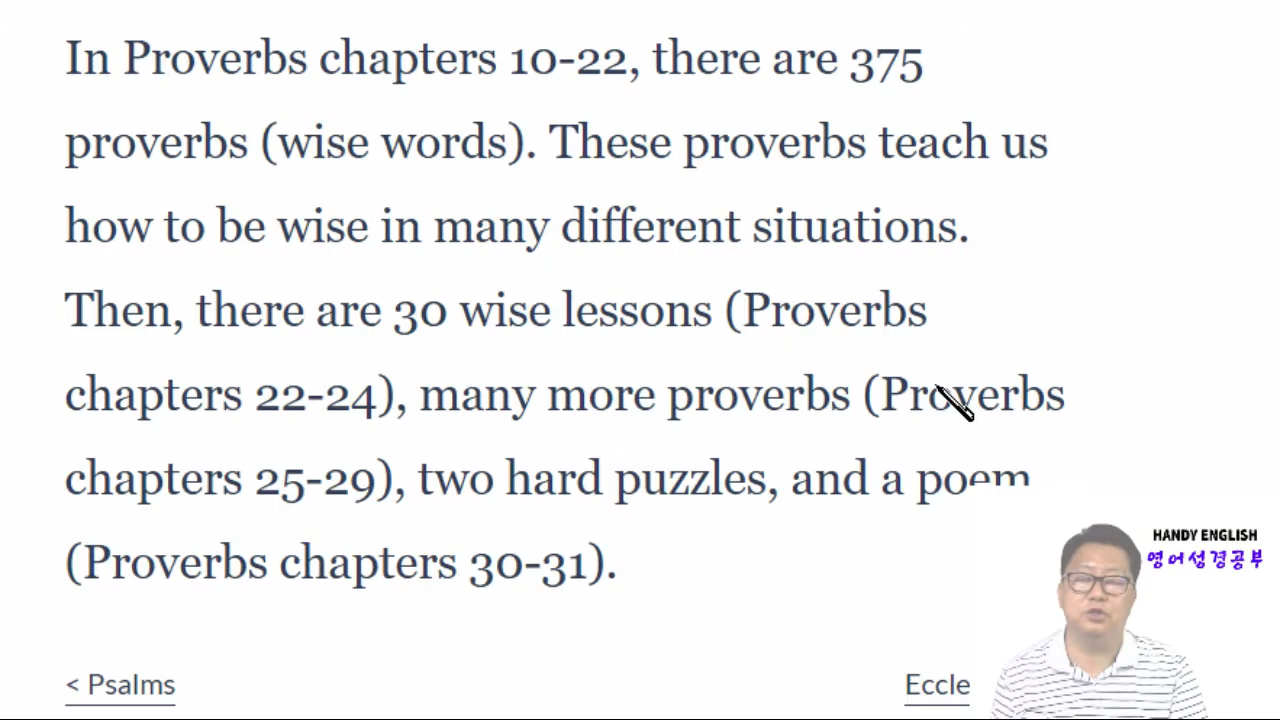 In Proverbs chapters 10-22, there are 375
proverbs (wise words). These proverbs teach us
how to be wise in many different situations.
Then, there are 30 wise lessons (Proverbs
chapters 22-24), many more proverbs (Proverbs
chapters 25-29), two hard puzzles, and a poem
(Proverbs chapters 30-31).
HANDY ENGLISH
영어성경공부
< Psalms
Eccle